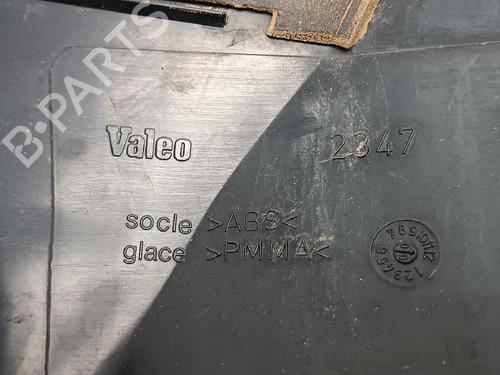 B-PARTS
Valeo 2347
socle >ABS<
glace >PMMA<